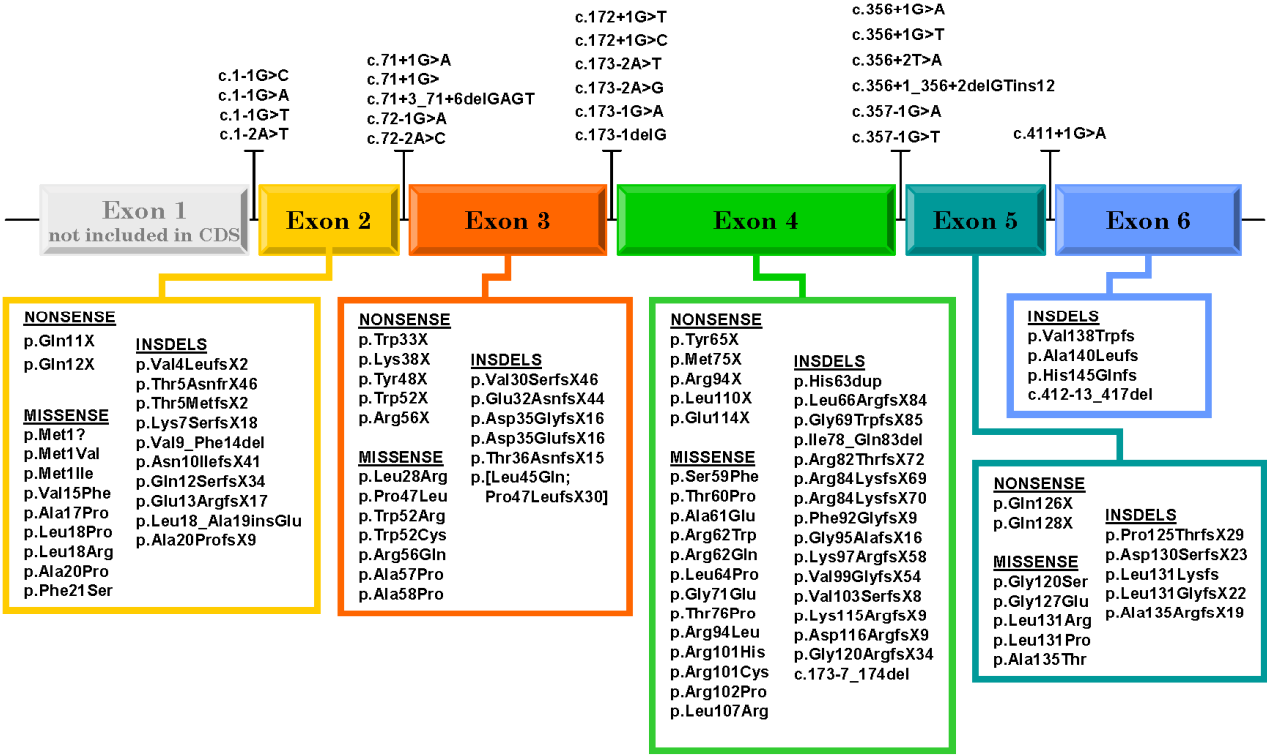 c.1-1G>C
c.1-1G>A
c.1-1G>T
c.1-2A>T
c.71+1G>A
c.71+1G>
c.71+3_71+6delGAGT
c.72-1G>A
c.72-2A>C
c.172+1G>T
c.172+1G>C
c.173-2A>T
c.173-2A>G
c.173-1G>A
c.173-1delG
c.356+1G>A
c.356+1G>T
c.356+2T>A
c.356+1_356+2delGTins12
c.357-1G>A
c.357-1G>T
c.411+1G>A
Exon 1
not included in CDS
Exon 2
Exon 3
Exon 4
Exon 5
Exon 6
NONSENSE
p.Gln11X
p.Gln12X
MISSENSE
p.Met1?
p.Met1Val
p.Met1Ile
p.Val15Phe
p.Ala17Pro
p.Leu18Pro
p.Leu18Arg
p.Ala20Pro
p.Phe21Ser
INSDELS
p.Val4LeufsX2
p.Thr5AsnfrX46
p.Thr5MetfsX2
p.Lys7SerfsX18
p.Val9_Phe14del
p.Asn10IlefsX41
p.Gln12SerfsX34
p.Glu13ArgfsX17
p.Leu18_Ala19insGlu
p.Ala20ProfsX9
NONSENSE
p.Trp33X
p.Lys38X
p.Tyr48X
p.Trp52X
p.Arg56X
MISSENSE
p.Leu28Arg
p.Pro47Leu
p.Trp52Arg
p.Trp52Cys
p.Arg56Gln
p.Ala57Pro
p.Ala58Pro
INSDELS
p.Val30SerfsX46
p.Glu32AsnfsX44
p.Asp35GlyfsX16
p.Asp35GlufsX16
p.Thr36AsnfsX15
p.[Leu45Gln;
Pro47LeufsX30]
NONSENSE
p.Tyr65X
p.Met75X
p.Arg94X
p.Leu110X
p.Glu114X
MISSENSE
p.Ser59Phe
p.Thr60Pro
p.Ala61Glu
p.Arg62Trp
p.Arg62Gln
p.Leu64Pro
p.Gly71Glu
p.Thr76Pro
p.Arg94Leu
p.Arg101His
p.Arg101Cys
p.Arg102Pro
p.Leu107Arg
INSDELS
p.His63dup
p.Leu66ArgfsX84
p.Gly69TrpfsX85
p.Ile78_Gln83del
p.Arg82ThrfsX72
p.Arg84LysfsX69
p.Arg84LysfsX70
p.Phe92GlyfsX9
p.Gly95AlafsX16
p.Lys97ArgfsX58
p.Val99GlyfsX54
p.Val103SerfsX8
p.Lys115ArgfsX9
p.Asp116ArgfsX9
p.Gly120ArgfsX34
c.173-7_174del
INSDELS
p.Val138Trpfs
p.Ala140Leufs
p.His145Glnfs
c.412-13_417del
NONSENSE
p.Gln126X
p.Gln128X
MISSENSE
p.Gly120Ser
p.Gly127Glu
p.Leu131Arg
p.Leu131Pro
p.Ala135Thr
INSDELS
p.Pro125ThrfsX29
p.Asp130SerfsX23
p.Leu131Lysfs
p.Leu131GlyfsX22
p.Ala135ArgfsX19